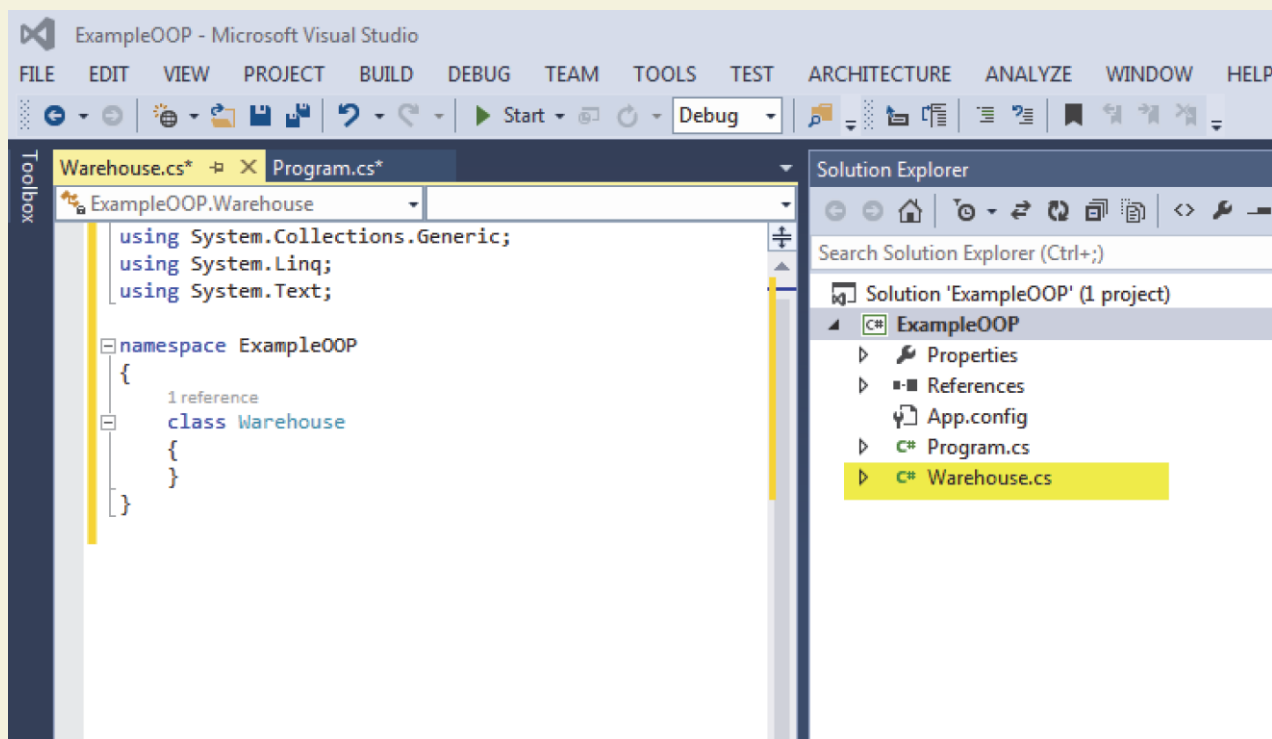 ExampleOOP - Microsoft Visual Studio
FILE EDIT VIEW PROJECT BUILD DEBUG TEAM TOOLS TEST ARCHITECTURE ANALYZE WINDOW HELP
Start Debug
Toolbox
Warehouse.cs* Program.cs*
ExampleOOP.Warehouse
using System.Collections.Generic;
using System.Linq;
using System.Text;
namespace ExampleOOP
{
1 reference
class Warehouse
{
}
}
Solution Explorer
Search Solution Explorer (Ctrl+;)
Solution 'ExampleOOP' (1 project)
C# ExampleOOP
Properties
References
App.config
C# Program.cs
C# Warehouse.cs